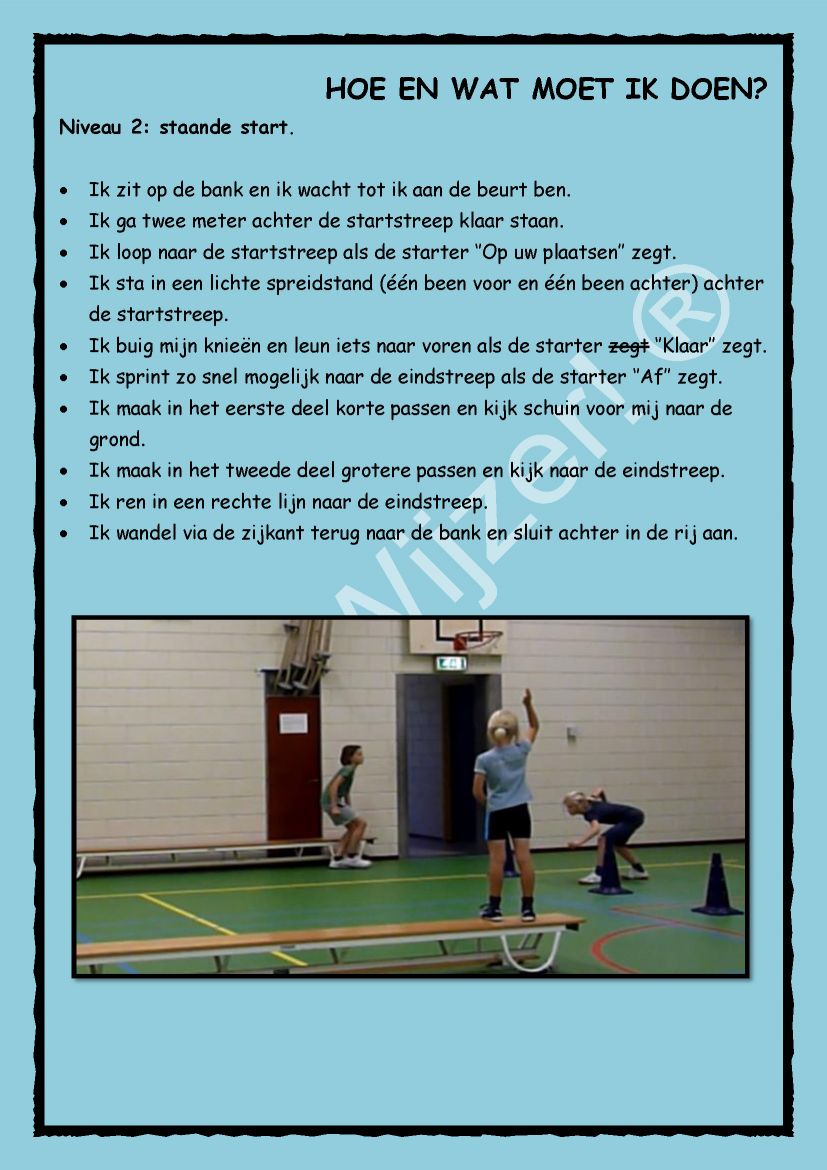 HOE EN WAT MOET IK DOEN?
Niveau 2: staande start.
• Ik zit op de bank en ik wacht tot ik aan de beurt ben.
• Ik ga twee meter achter de startstreep klaar staan.
• Ik loop naar de startstreep als de starter “Op uw plaatsen” zegt.
• Ik sta in een lichte spreidstand (één been voor en één been achter) achter
de startstreep.
• Ik buig mijn knieën en leun iets naar voren als de starter zegt “Klaar” zegt.
• Ik sprint zo snel mogelijk naar de eindstreep als de starter “Af” zegt.
• Ik maak in het eerste deel korte passen en kijk schuin voor mij naar de
grond.
• Ik maak in het tweede deel grotere passen en kijk naar de eindstreep.
• Ik ren in een rechte lijn naar de eindstreep.
• Ik wandel via de zijkant terug naar de bank en sluit achter in de rij aan.
Wijzer! ®